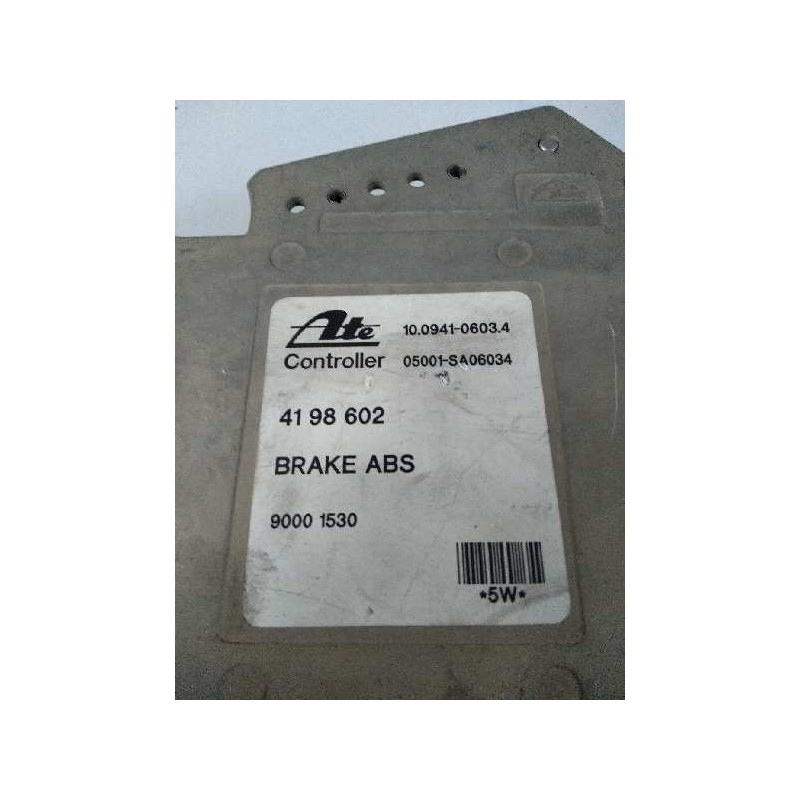 Ate 10.0941-0603.4
Controller 05001-SA06034
41 98 602
BRAKE ABS
9000 1530
*5W*